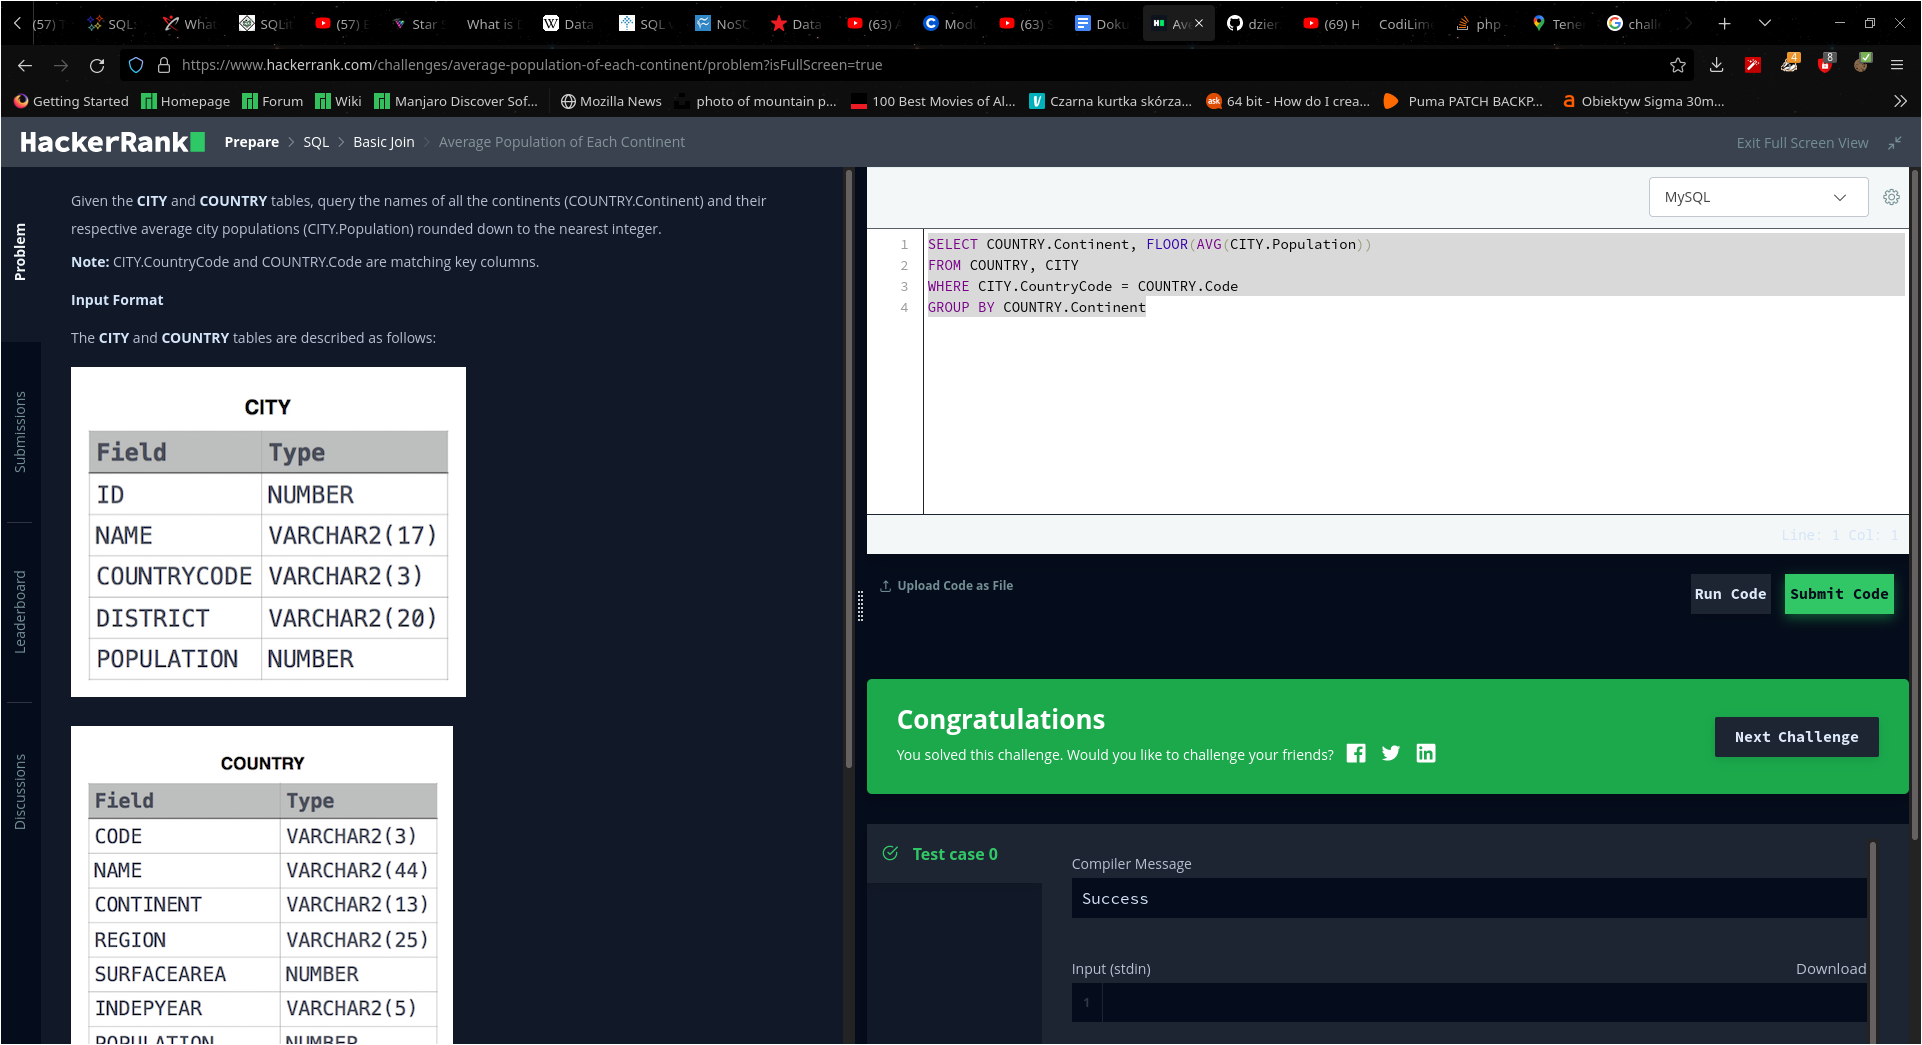 (57) T
SQL:
What
SQLit
(57) E
Star
What is
Data
SQL v
NoSC
Data
(63) A
Modu
(63) S
Doku
Av
dzier
(69) H
CodiLime
php -
Tene
chall
https://www.hackerrank.com/challenges/average-population-of-each-continent/problem?isFullScreen=true
4
8
Getting Started
Homepage
Forum
Wiki
Manjaro Discover Sof...
Mozilla News
photo of mountain p...
100 Best Movies of Al...
Czarna kurtka skórza...
64 bit - How do I crea...
Puma PATCH BACKP...
Obiektyw Sigma 30m...
HackerRank
Prepare > SQL > Basic Join > Average Population of Each Continent
Exit Full Screen View
Problem
Submissions
Leaderboard
Discussions
Given the CITY and COUNTRY tables, query the names of all the continents (COUNTRY.Continent) and their
respective average city populations (CITY.Population) rounded down to the nearest integer.
Note: CITY.CountryCode and COUNTRY.Code are matching key columns.
Input Format
The CITY and COUNTRY tables are described as follows:
CITY
Field Type
ID NUMBER
NAME VARCHAR2(17)
COUNTRYCODE VARCHAR2(3)
DISTRICT VARCHAR2(20)
POPULATION NUMBER
COUNTRY
Field Type
CODE VARCHAR2(3)
NAME VARCHAR2(44)
CONTINENT VARCHAR2(13)
REGION VARCHAR2(25)
SURFACEAREA NUMBER
INDEPYEAR VARCHAR2(5)
POPULATION NUMBER
MySQL
1 SELECT COUNTRY.Continent, FLOOR(AVG(CITY.Population))
2 FROM COUNTRY, CITY
3 WHERE CITY.CountryCode = COUNTRY.Code
4 GROUP BY COUNTRY.Continent
Line: 1 Col: 1
Upload Code as File
Run Code
Submit Code
Congratulations
You solved this challenge. Would you like to challenge your friends?
Next Challenge
Test case 0
Compiler Message
Success
Input (stdin)
Download
1